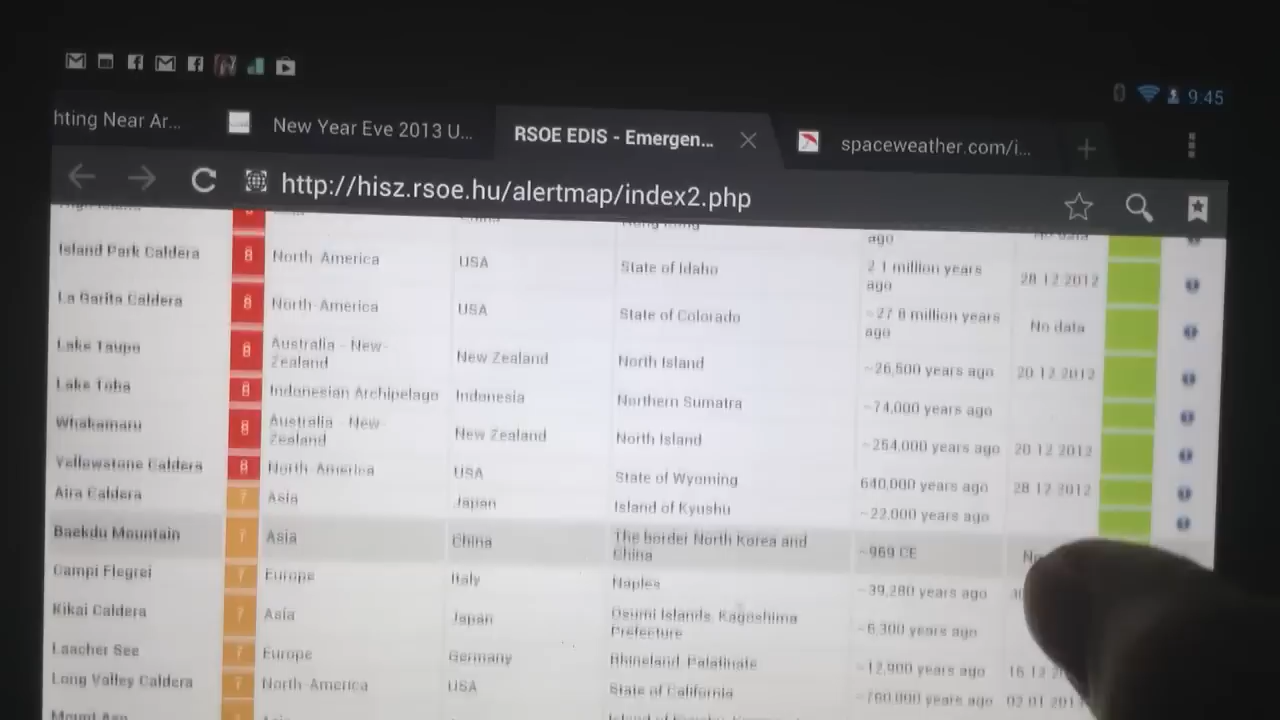 9:45
hting Near Ar...
New Year Eve 2013 U...
RSOE EDIS - Emergen...
spaceweather.com/i...
http://hisz.rsoe.hu/alertmap/index2.php
ago
Island Park Caldera 8 North-America USA State of Idaho 2.1 million years ago 28.12.2012
La Garita Caldera 8 North-America USA State of Colorado ~27.8 million years ago No data
Lake Taupo 8 Australia - New-Zealand New Zealand North Island ~26,500 years ago 20.12.2012
Lake Toba 8 Indonesian Archipelago Indonesia Northern Sumatra ~74,000 years ago
Whakamaru 8 Australia - New-Zealand New Zealand North Island ~254,000 years ago 20.12.2012
Yellowstone Caldera 8 North-America USA State of Wyoming 640,000 years ago 28.12.2012
Aira Caldera 7 Asia Japan Island of Kyushu ~22,000 years ago
Baekdu Mountain 7 Asia China The border North Korea and China ~969 CE
Campi Flegrei 7 Europe Italy Naples ~39,280 years ago
Kikai Caldera 7 Asia Japan Osumi Islands, Kagoshima Prefecture ~6,300 years ago
Laacher See 7 Europe Germany Rhineland-Palatinate ~12,900 years ago 16.12
Long Valley Caldera 7 North-America USA State of California ~760,000 years ago 02.01.201